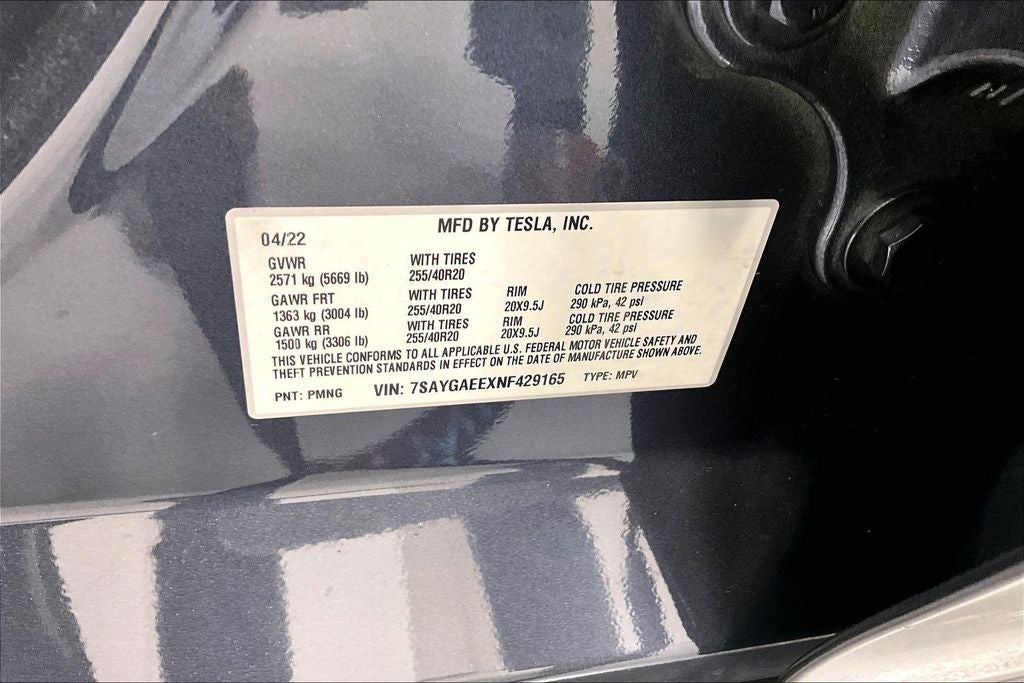 MFD BY TESLA, INC.
04/22
GVWR WITH TIRES
2571 kg (5669 lb) 255/40R20
GAWR FRT WITH TIRES RIM COLD TIRE PRESSURE
1363 kg (3004 lb) 255/40R20 20X9.5J 290 kPa, 42 psi
GAWR RR WITH TIRES RIM COLD TIRE PRESSURE
1500 kg (3306 lb) 255/40R20 20X9.5J 290 kPa, 42 psi
THIS VEHICLE CONFORMS TO ALL APPLICABLE U.S. FEDERAL MOTOR VEHICLE SAFETY AND
THEFT PREVENTION STANDARDS IN EFFECT ON THE DATE OF MANUFACTURE SHOWN ABOVE.
PNT: PMNG VIN: 7SAYGAEEXNF429165 TYPE: MPV